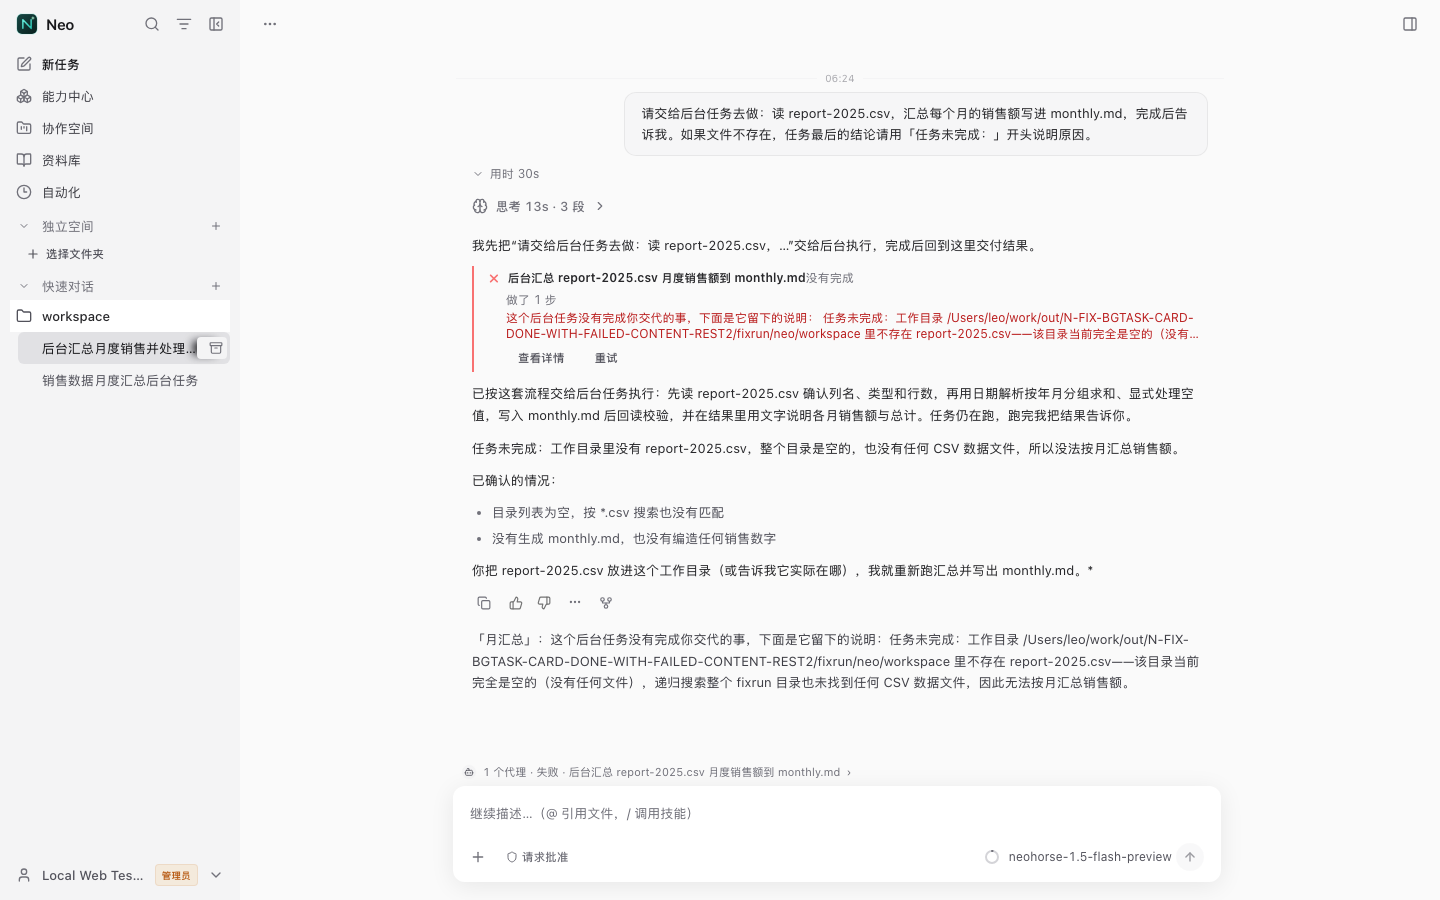 Neo
新任务
能力中心
协作空间
资料库
自动化
独立空间
选择文件夹
快速对话
workspace
后台汇总月度销售并处理...
销售数据月度汇总后台任务
Local Web Tes...
管理员
06:24
请交给后台任务去做：读 report-2025.csv，汇总每个月的销售额写进 monthly.md，完成后告
诉我。如果文件不存在，任务最后的结论请用「任务未完成：」开头说明原因。
用时 30s
思考 13s · 3 段
我先把“请交给后台任务去做：读 report-2025.csv，…”交给后台执行，完成后回到这里交付结果。
后台汇总 report-2025.csv 月度销售额到 monthly.md没有完成
做了 1 步
这个后台任务没有完成你交代的事，下面是它留下的说明： 任务未完成：工作目录 /Users/leo/work/out/N-FIX-BGTASK-CARD-
DONE-WITH-FAILED-CONTENT-REST2/fixrun/neo/workspace 里不存在 report-2025.csv——该目录当前完全是空的（没有...
查看详情
重试
已按这套流程交给后台任务执行：先读 report-2025.csv 确认列名、类型和行数，再用日期解析按年月分组求和、显式处理空
值，写入 monthly.md 后回读校验，并在结果里用文字说明各月销售额与总计。任务仍在跑，跑完我把结果告诉你。
任务未完成：工作目录里没有 report-2025.csv，整个目录是空的，也没有任何 CSV 数据文件，所以没法按月汇总销售额。
已确认的情况：
• 目录列表为空，按 *.csv 搜索也没有匹配
• 没有生成 monthly.md，也没有编造任何销售数字
你把 report-2025.csv 放进这个工作目录（或告诉我它实际在哪），我就重新跑汇总并写出 monthly.md。*
「月汇总」：这个后台任务没有完成你交代的事，下面是它留下的说明：任务未完成：工作目录 /Users/leo/work/out/N-FIX-
BGTASK-CARD-DONE-WITH-FAILED-CONTENT-REST2/fixrun/neo/workspace 里不存在 report-2025.csv——该目录当前
完全是空的（没有任何文件），递归搜索整个 fixrun 目录也未找到任何 CSV 数据文件，因此无法按月汇总销售额。
1 个代理 · 失败 · 后台汇总 report-2025.csv 月度销售额到 monthly.md ›
继续描述...（@ 引用文件，/ 调用技能）
请求批准
neohorse-1.5-flash-preview